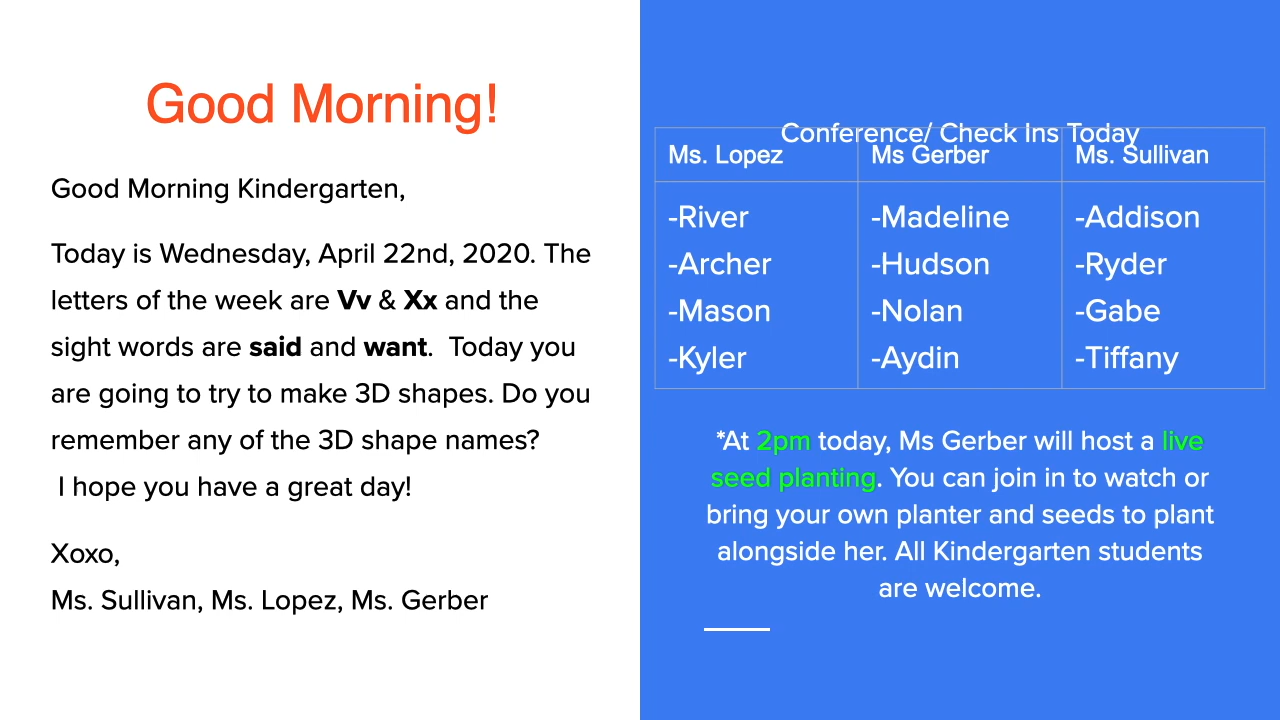 Good Morning!
Good Morning Kindergarten,
Today is Wednesday, April 22nd, 2020. The
letters of the week are Vv & Xx and the
sight words are said and want.  Today you
are going to try to make 3D shapes. Do you
remember any of the 3D shape names?
I hope you have a great day!
Xoxo,
Ms. Sullivan, Ms. Lopez, Ms. Gerber
Conference/ Check Ins Today
Ms. Lopez Ms Gerber Ms. Sullivan
-River -Madeline -Addison
-Archer -Hudson -Ryder
-Mason -Nolan -Gabe
-Kyler -Aydin -Tiffany
*At 2pm today, Ms Gerber will host a live
seed planting. You can join in to watch or
bring your own planter and seeds to plant
alongside her. All Kindergarten students
are welcome.